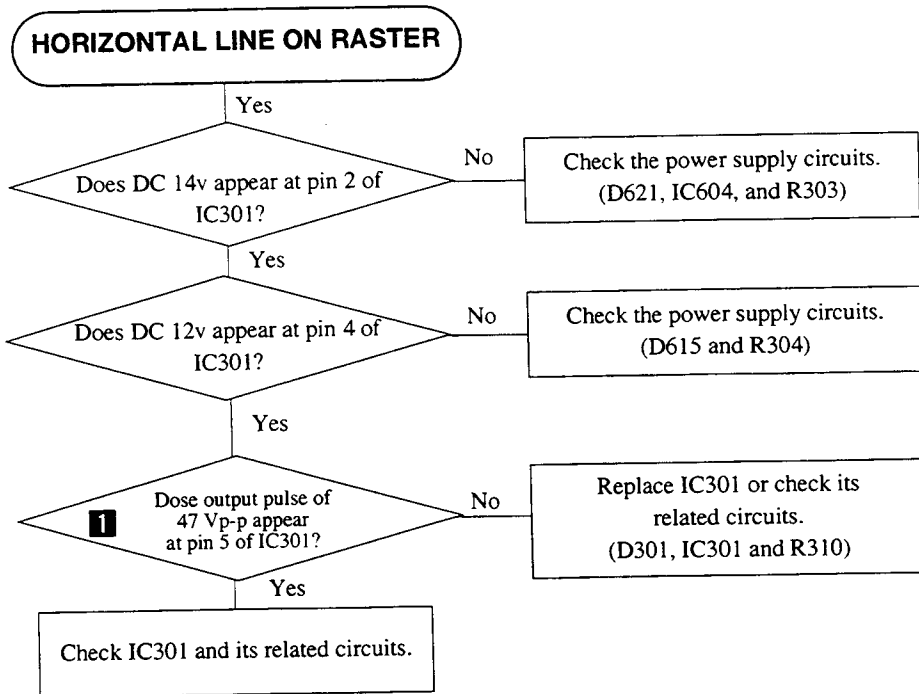 HORIZONTAL LINE ON RASTER
Yes
Does DC 14v appear at pin 2 of
IC301?
No
Check the power supply circuits.
(D621, IC604, and R303)
Yes
Does DC 12v appear at pin 4 of
IC301?
No
Check the power supply circuits.
(D615 and R304)
Yes
1
Dose output pulse of
47 Vp-p appear
at pin 5 of IC301?
No
Replace IC301 or check its
related circuits.
(D301, IC301 and R310)
Yes
Check IC301 and its related circuits.